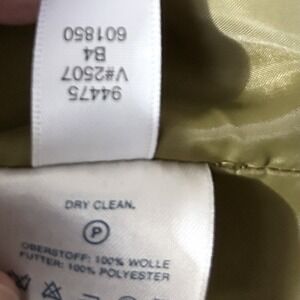 94475
V#2507
B4
601850
DRY CLEAN.
P
OBERSTOFF: 100% WOLLE
FUTTER: 100% POLYESTER